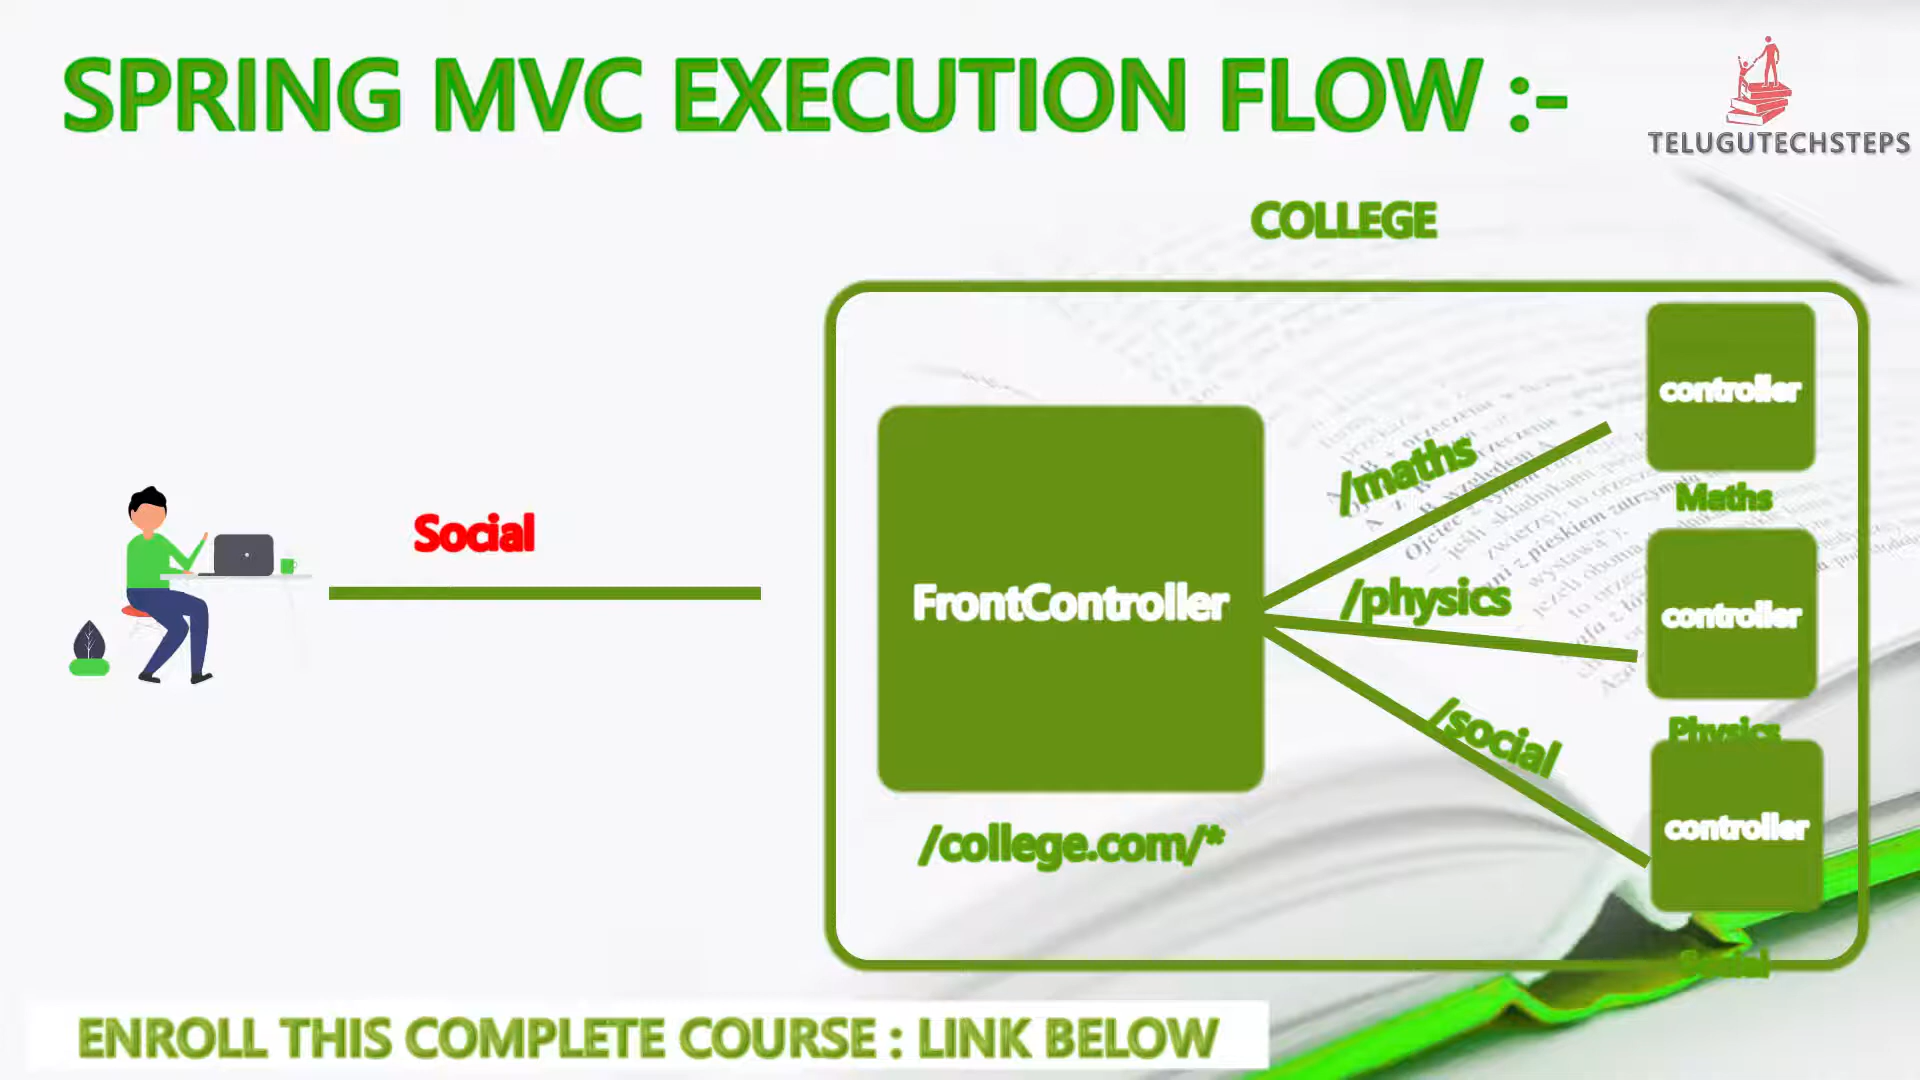 SPRING MVC EXECUTION FLOW :-
TELUGUTECHSTEPS
COLLEGE
controller
/maths
Maths
Social
/physics
FrontController
controller
/social
Physics
controller
/college.com/*
Social
ENROLL THIS COMPLETE COURSE : LINK BELOW